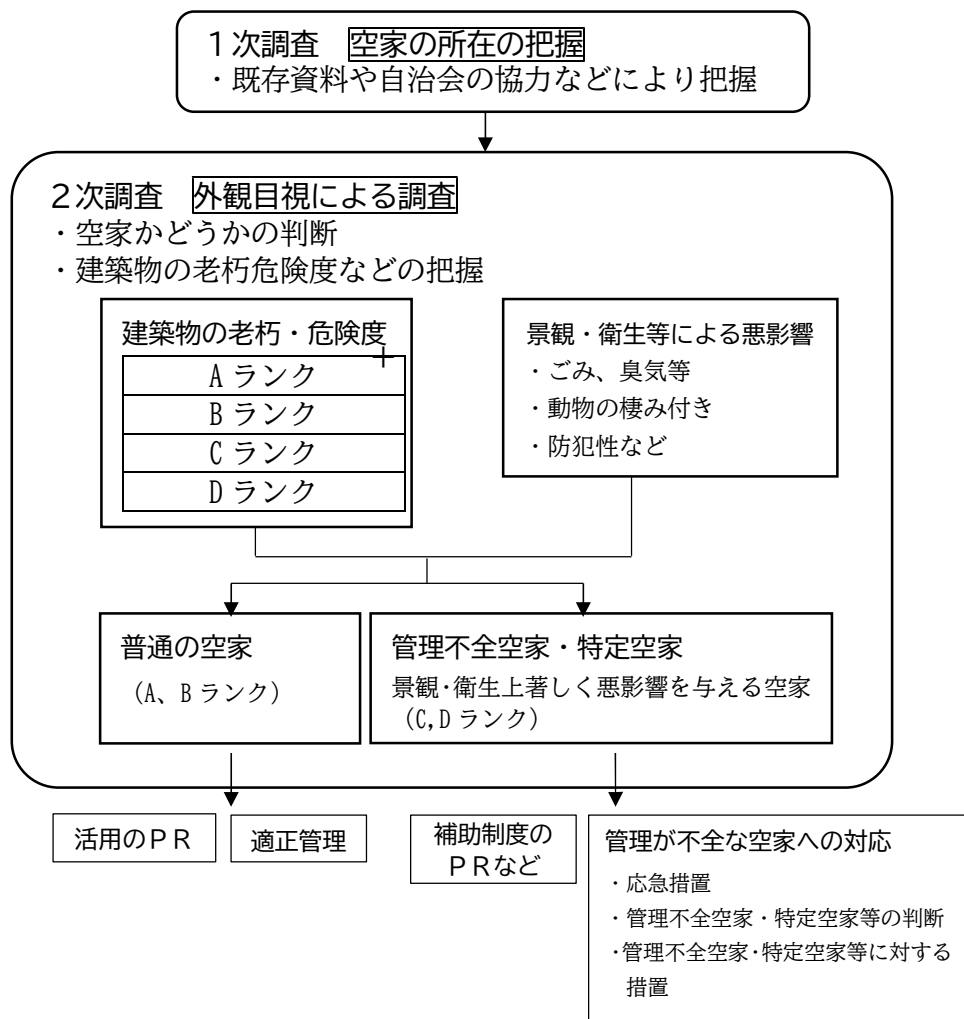 １次調査　空家の所在の把握
・既存資料や自治会の協力などにより把握
２次調査　外観目視による調査
・空家かどうかの判断
・建築物の老朽危険度などの把握
建築物の老朽・危険度
A ランク
B ランク
C ランク
D ランク
景観・衛生等による悪影響
・ごみ、臭気等
・動物の棲み付き
・防犯性など
普通の空家
（A、B ランク）
管理不全空家・特定空家
景観・衛生上著しく悪影響を与える空家
（C,D ランク）
活用のＰＲ
適正管理
補助制度の
ＰＲなど
管理が不全な空家への対応
・応急措置
・管理不全空家・特定空家等の判断
・管理不全空家・特定空家等に対する
措置